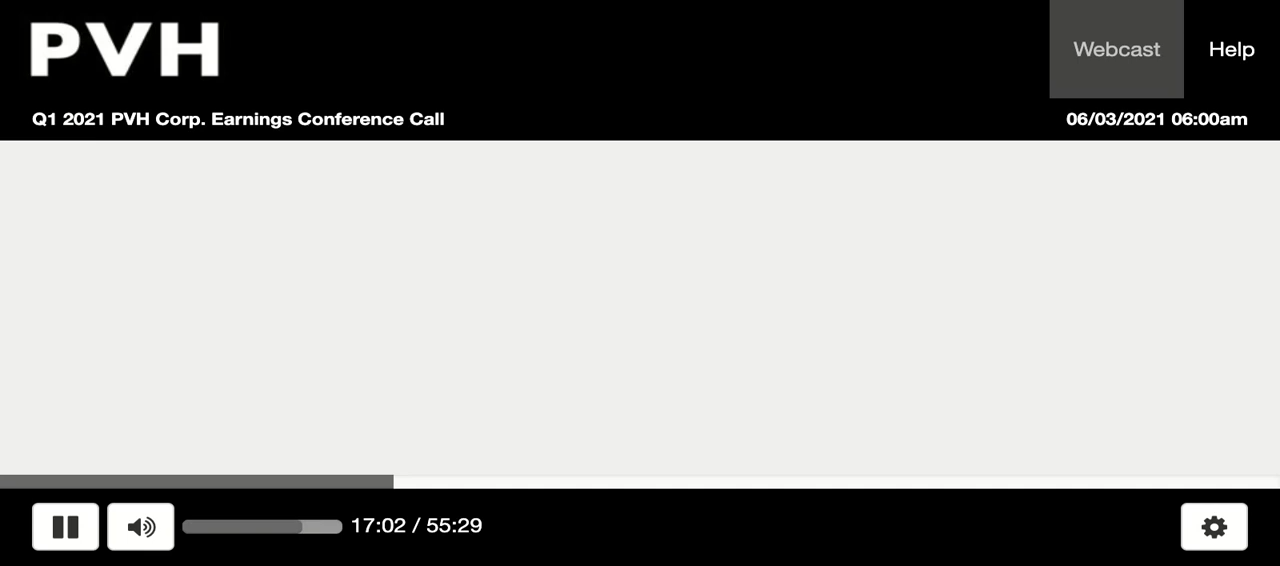 PVH
Webcast
Help
Q1 2021 PVH Corp. Earnings Conference Call
06/03/2021 06:00am
17:02 / 55:29